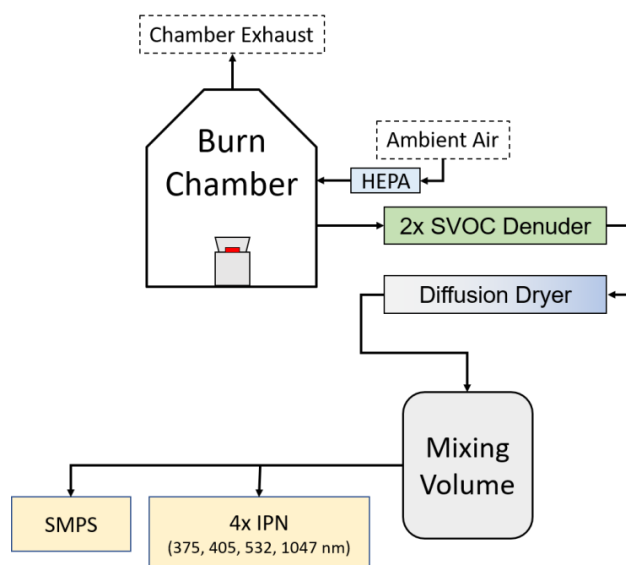 Chamber Exhaust
Burn
Chamber
Ambient Air
HEPA
2x SVOC Denuder
Diffusion Dryer
Mixing
Volume
SMPS
4x IPN
(375, 405, 532, 1047 nm)